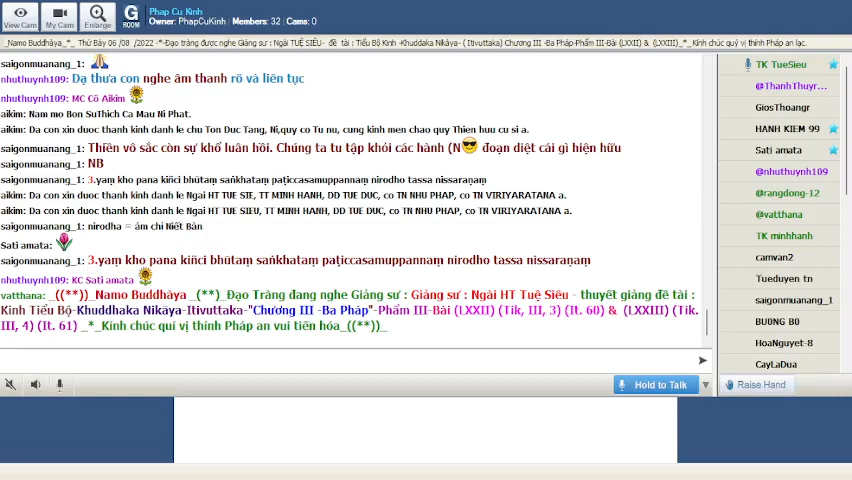 Phap Cu Kinh
Owner: PhapCuKinh | Members: 32 | Cams: 0
View Cam
My Cam
Enlarge
G
ROOM
_Namo Buddhàya_*_ Thứ Bảy 06 /08 /2022 -*-Đạo tràng được nghe Giảng sư : Ngài TUỆ SIÊU- đề tài : Tiểu Bộ Kinh -Khuddaka Nikàya- ( Itivuttaka) Chương III -Ba Pháp-Phẩm III-Bài (LXXII) & (LXXIII)_*_ Kính chúc quí vị thính Pháp an lạc.
saigonmuanang_1:
nhuthuynh109: Dạ thưa con nghe âm thanh rõ và liên tục
nhuthuynh109: MC Cô Aikim
aikim: Nam mo Bon SuThich Ca Mau Ni Phat.
aikim: Da con xin duoc thanh kinh danh le chu Ton Duc Tang, Ni,quy co Tu nu, cung kinh men chao quy Thien huu cu si a.
saigonmuanang_1: Thiền vô sắc còn sự khổ luân hồi. Chúng ta tu tập khỏi các hành (N đoạn diệt cái gì hiện hữu
saigonmuanang_1: NB
saigonmuanang_1: 3.yaṃ kho pana kiñci bhūtaṃ saṅkhataṃ paṭiccasamuppannaṃ nirodho tassa nissaraṇaṃ
aikim: Da con xin duoc thanh kinh danh le Ngai HT TUE SIE, TT MINH HANH, DD TUE DUC, co TN NHU PHAP, co TN VIRIYARATANA a.
aikim: Da con xin duoc thanh kinh danh le Ngai HT TUE SIEU, TT MINH HANH, DD TUE DUC, co TN NHU PHAP, co TN VIRIYARATANA a.
saigonmuanang_1: nirodha = ám chỉ Niết Bàn
Sati amata:
saigonmuanang_1: 3.yaṃ kho pana kiñci bhūtaṃ saṅkhataṃ paṭiccasamuppannaṃ nirodho tassa nissaraṇaṃ
nhuthuynh109: KC Sati amata
vatthana: _((**))_Namo Buddhàya _(**)_Đạo Tràng đang nghe Giảng sư : Giảng sư : Ngài HT Tuệ Siêu - thuyết giảng đề tài :
Kinh Tiểu Bộ-Khuddhaka Nikàya-Itivuttaka-"Chương III -Ba Pháp"-Phẩm III-Bài (LXXII) (Tik, III, 3) (It. 60) & (LXXIII) (Tik.
III, 4) (It. 61) _*_Kính chúc quí vị thính Pháp an vui tiến hóa_((**))_
Hold to Talk
TK TueSieu
@ThanhThuyr...
GiosThoangr
HANH KIEM 99
Sati amata
@nhuthuynh109
@rangdong-12
@vatthana
TK minhhanh
camvan2
Tueduyen tn
saigonmuanang_1
BU0NG B0
HoaNguyet-8
CayLaDua
Raise Hand